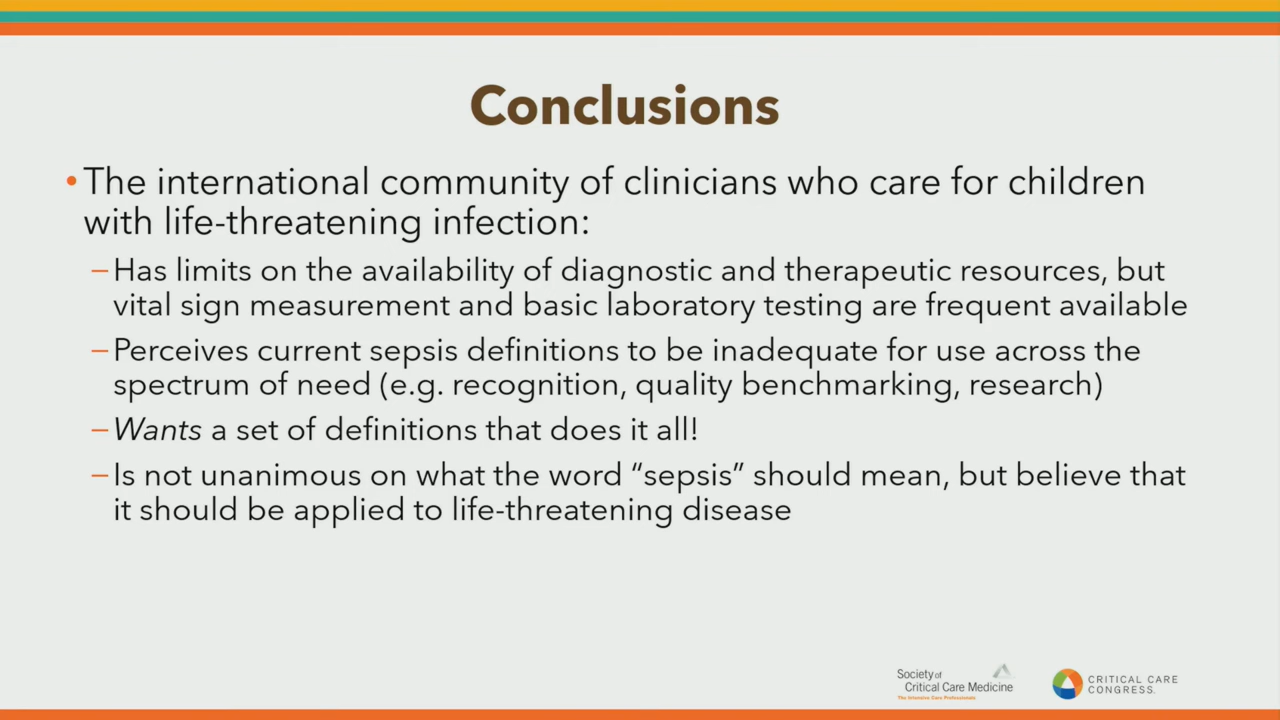 Conclusions
• The international community of clinicians who care for children
with life-threatening infection:
– Has limits on the availability of diagnostic and therapeutic resources, but
vital sign measurement and basic laboratory testing are frequent available
– Perceives current sepsis definitions to be inadequate for use across the
spectrum of need (e.g. recognition, quality benchmarking, research)
– Wants a set of definitions that does it all!
– Is not unanimous on what the word “sepsis” should mean, but believe that
it should be applied to life-threatening disease
Society of
Critical Care Medicine
The Intensive Care Professionals
CRITICAL CARE
CONGRESS.